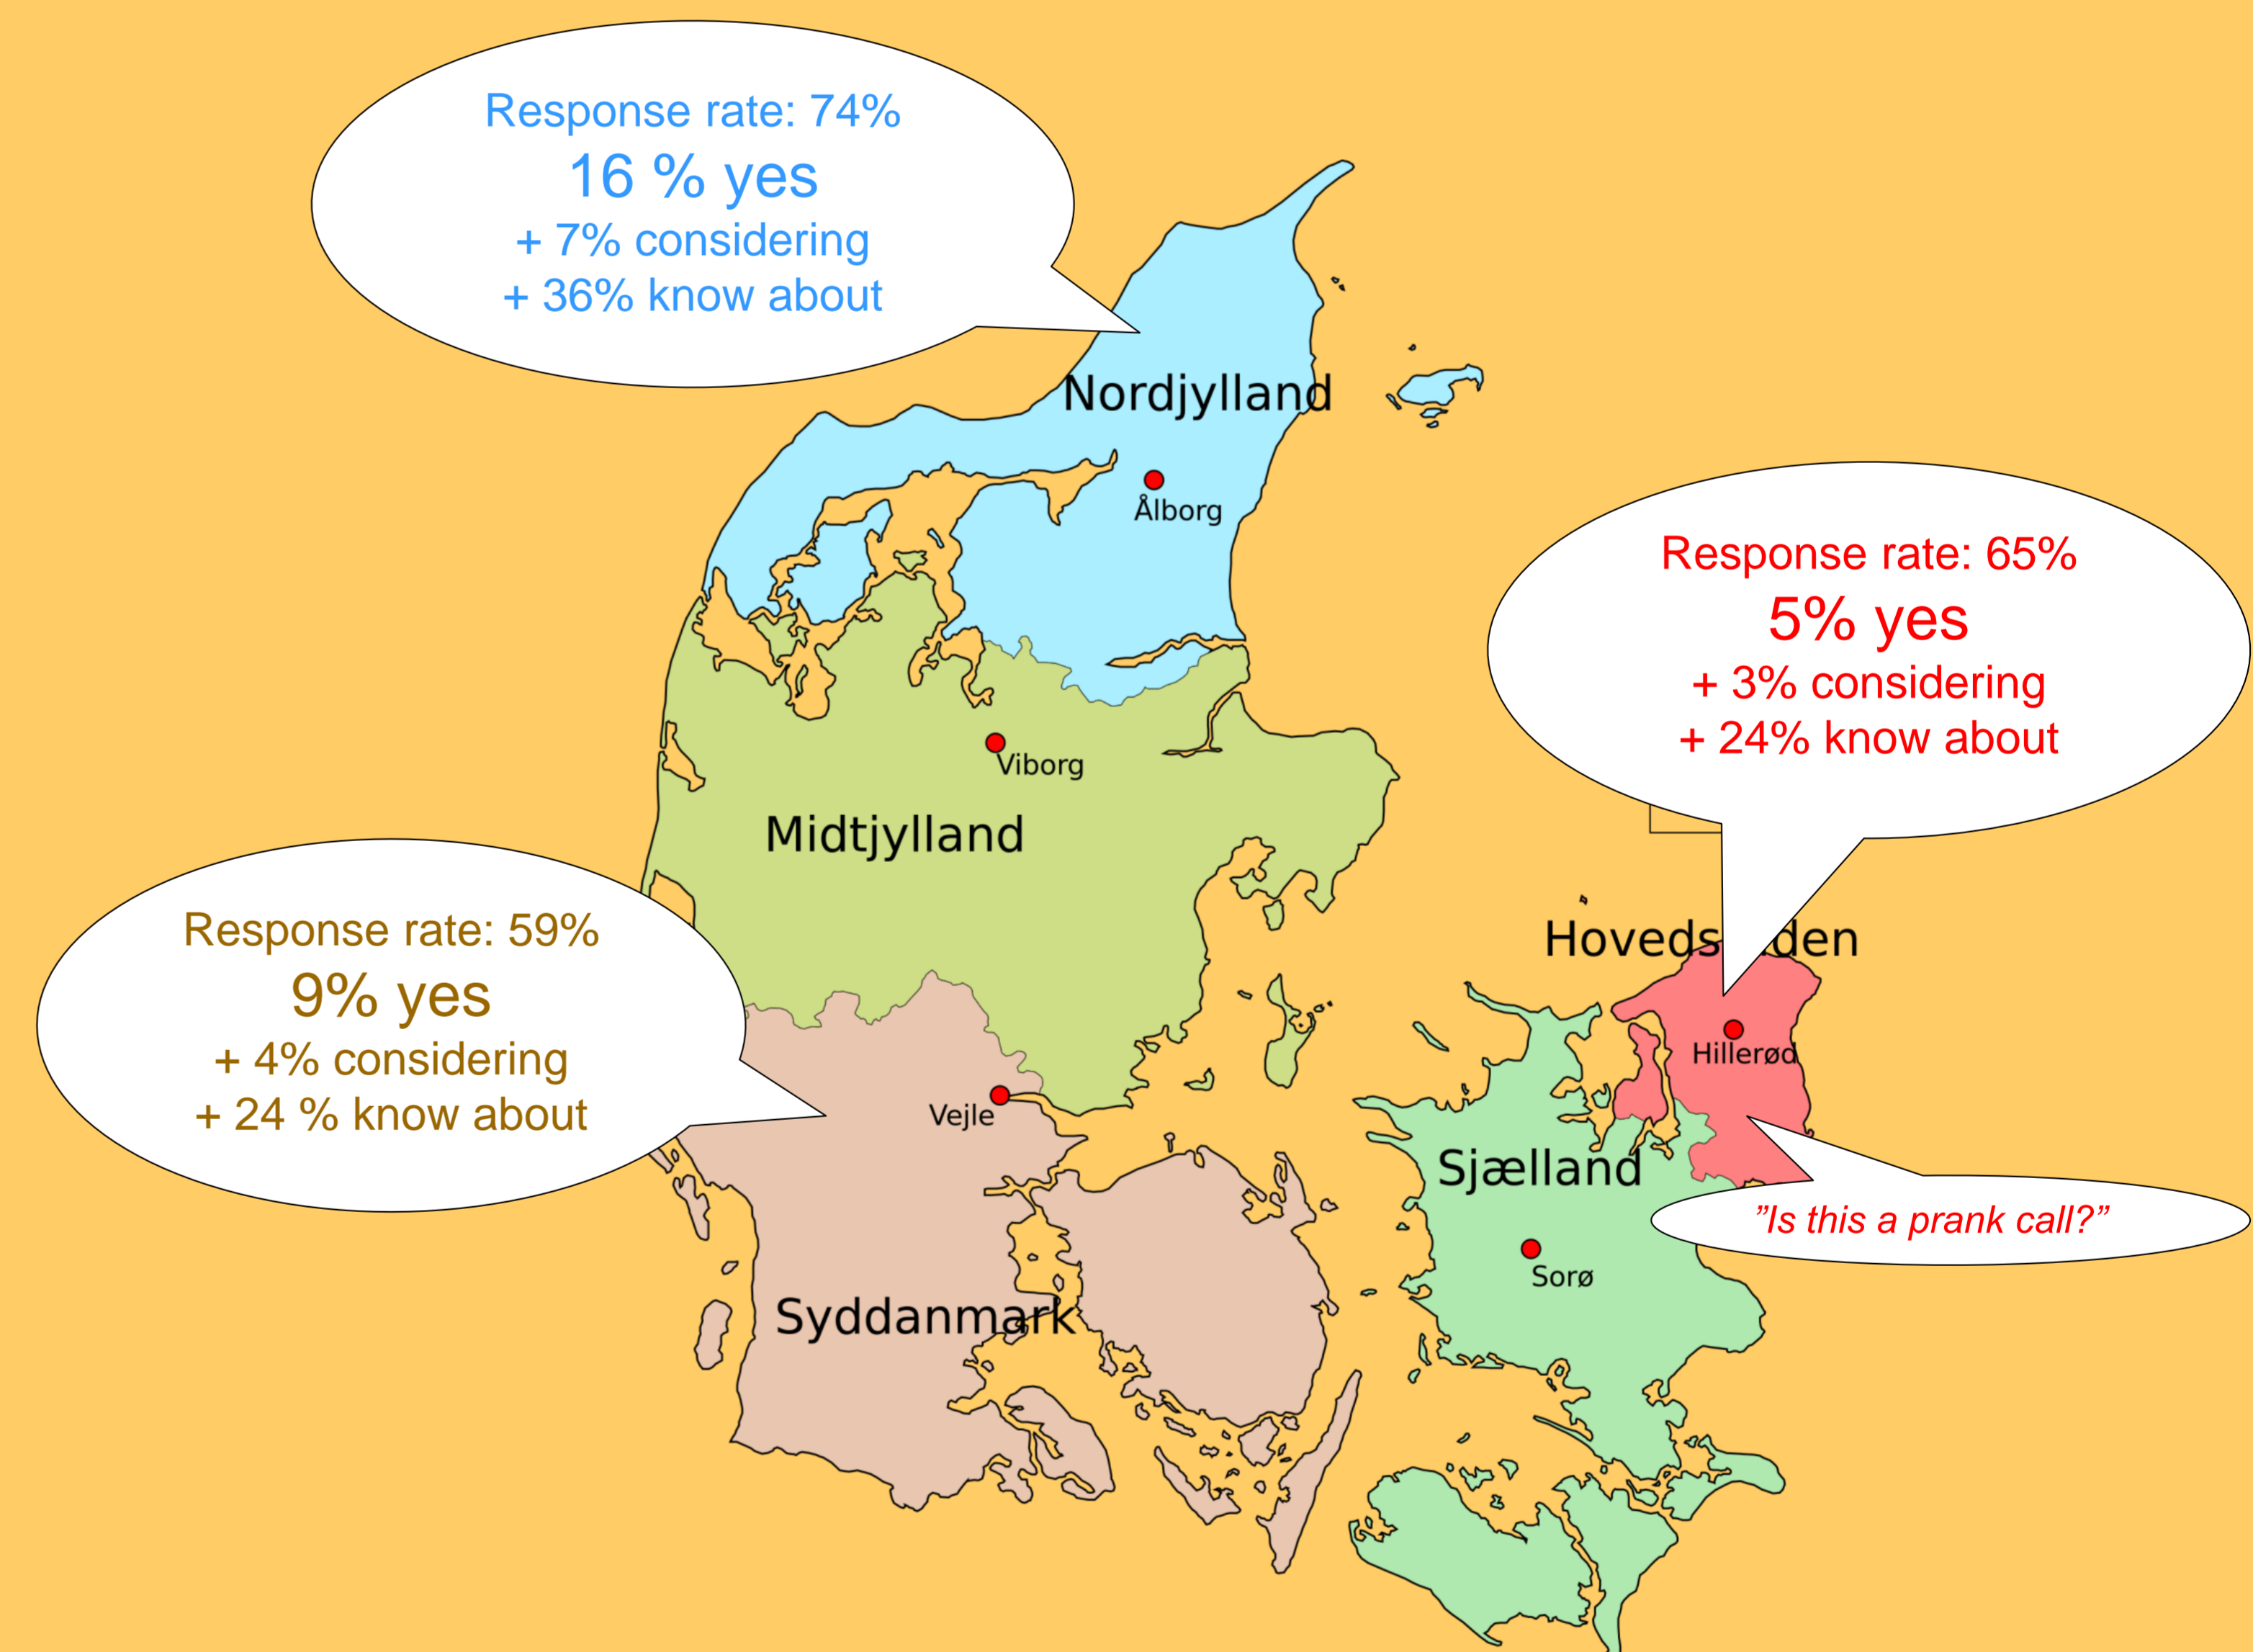 Response rate: 74%
16 % yes
+ 7% considering
+ 36% know about
Nordjylland
Ålborg
Response rate: 65%
5% yes
+ 3% considering
+ 24% know about
Viborg
Midtjylland
Response rate: 59%
9% yes
+ 4% considering
+ 24 % know about
Hillerød
Vejle
Sjælland
"Is this a prank call?"
Sorø
Syddanmark